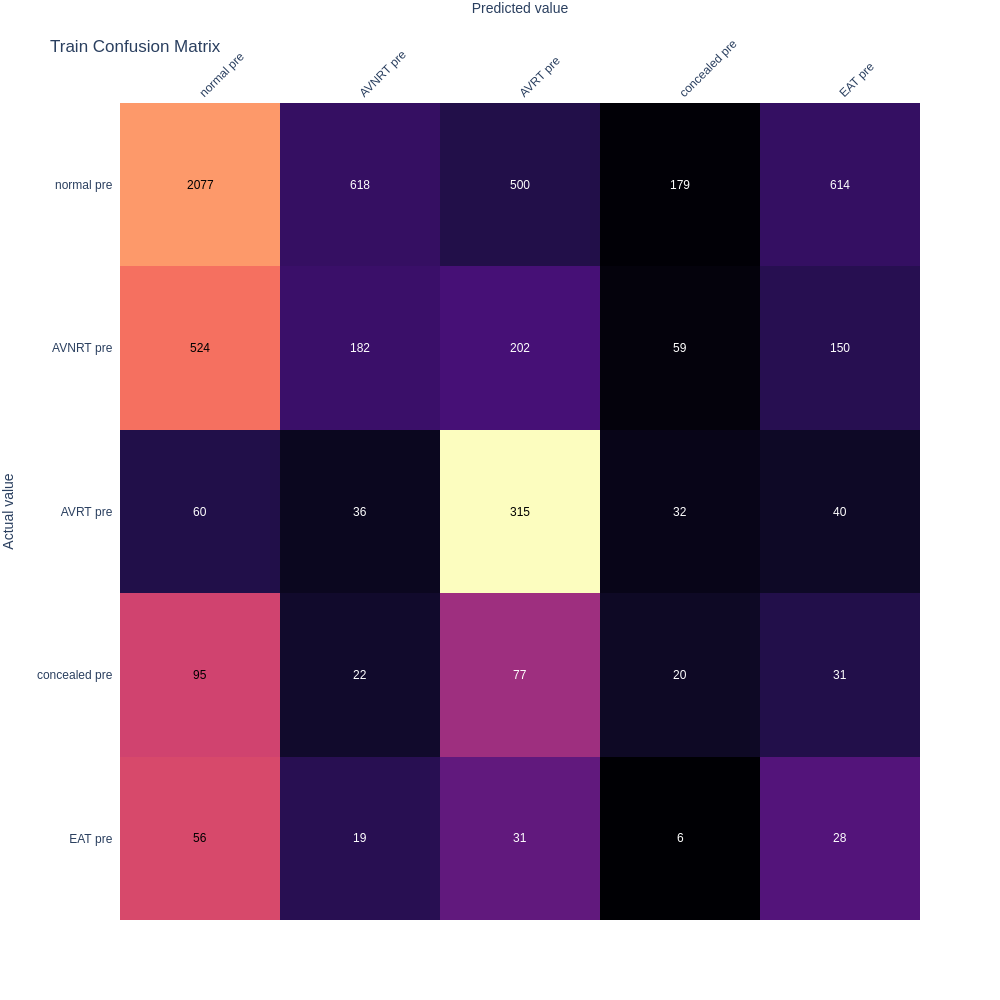 Predicted value
Train Confusion Matrix
normal pre AVNRT pre AVRT pre concealed pre EAT pre
normal pre 2077 618 500 179 614
AVNRT pre 524 182 202 59 150
Actual value
AVRT pre 60 36 315 32 40
concealed pre 95 22 77 20 31
EAT pre 56 19 31 6 28